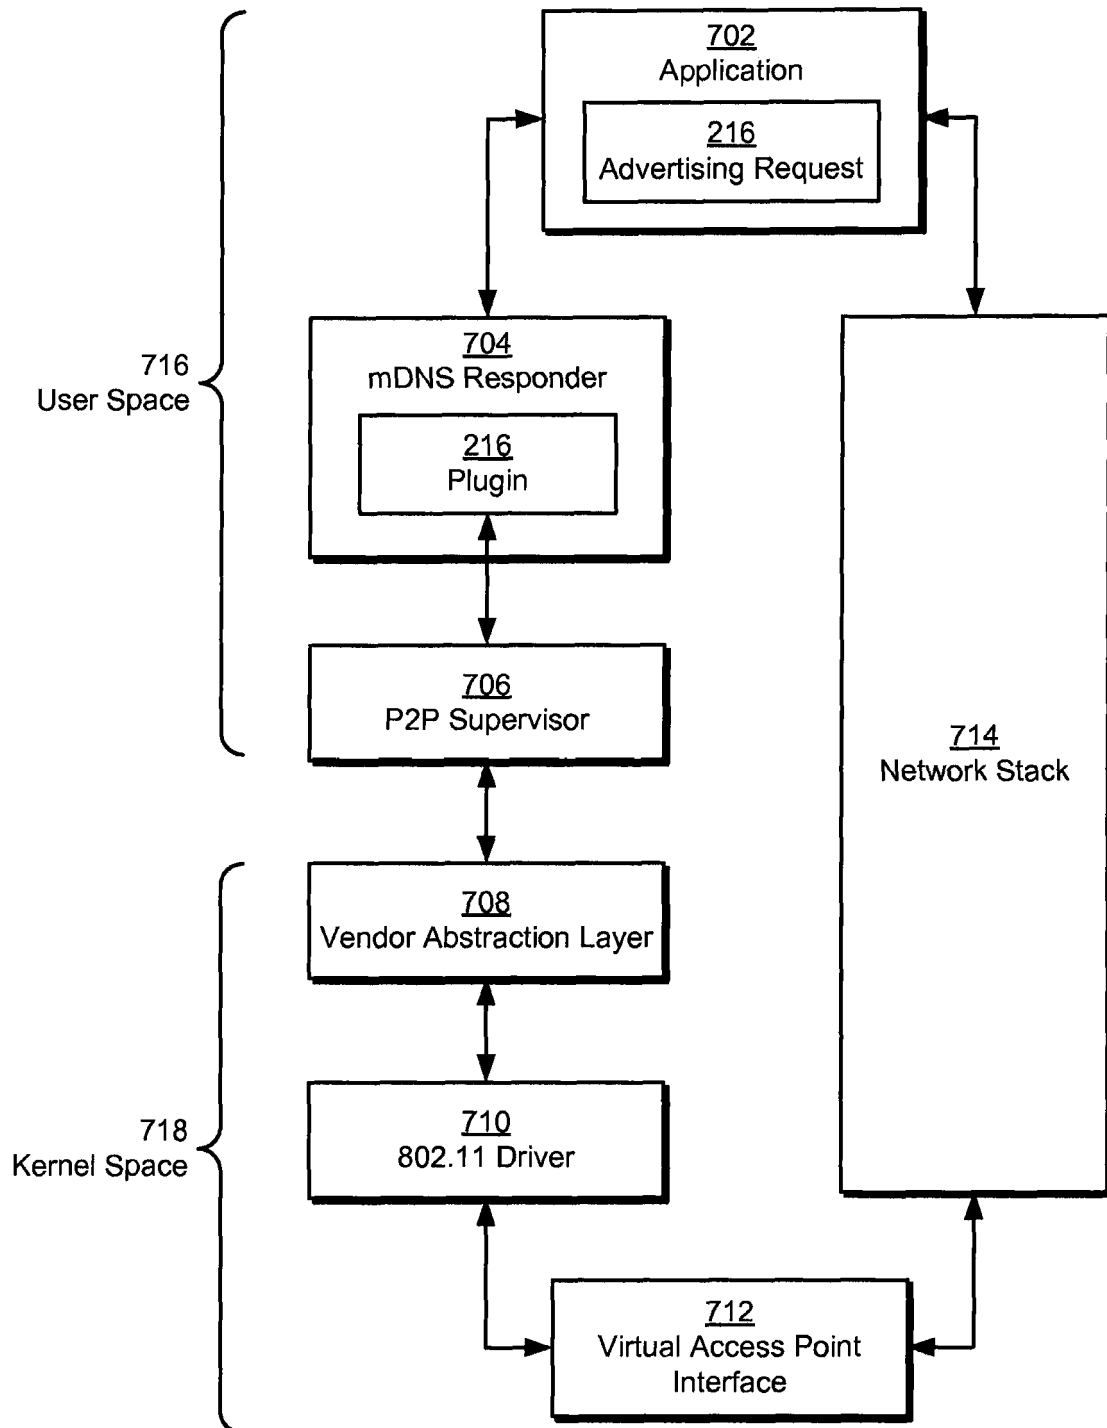 702
Application
216
Advertising Request
704
mDNS Responder
216
Plugin
716
User Space
706
P2P Supervisor
714
Network Stack
708
Vendor Abstraction Layer
710
802.11 Driver
718
Kernel Space
712
Virtual Access Point
Interface